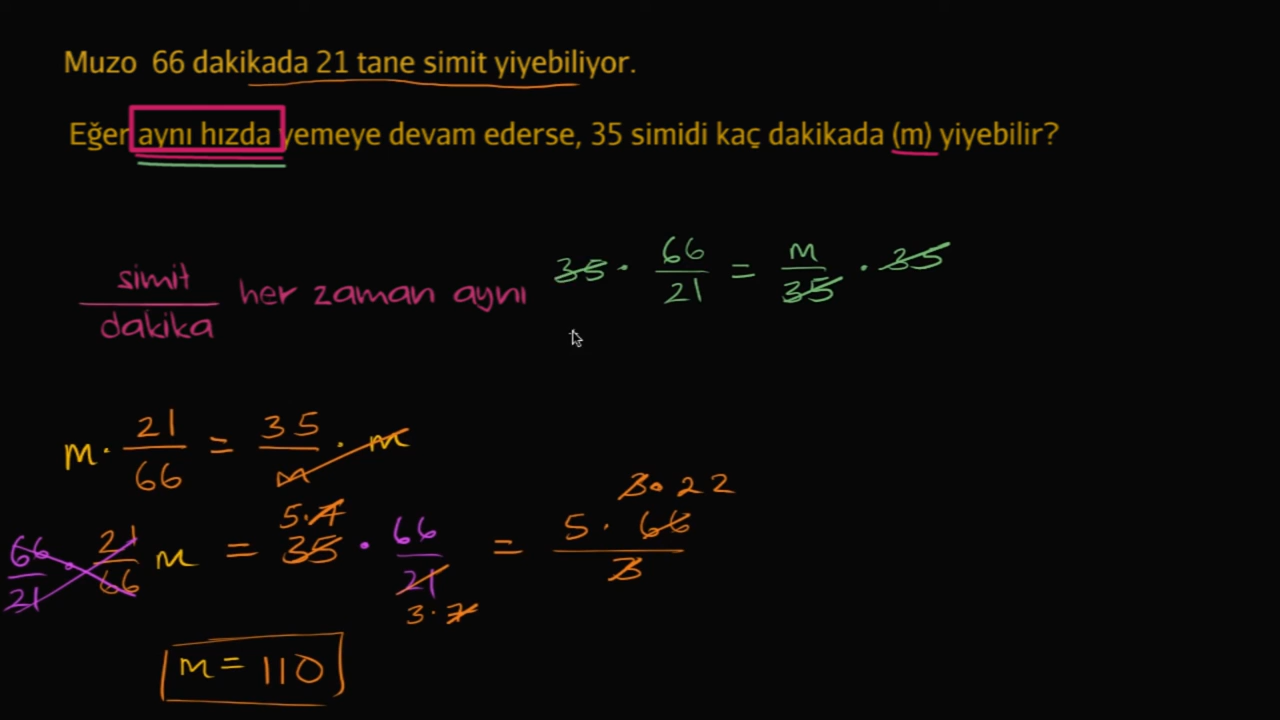 Muzo 66 dakikada 21 tane simit yiyebiliyor.
Eğer aynı hızda yemeye devam ederse, 35 simidi kaç dakikada (m) yiyebilir?
simit / dakika her zaman aynı
35 · 66/21 = m/35 · 35
m · 21/66 = 35/m · m
66/21 · 21/66 m = 35 · 66/21 = 5 · 66/3
5·7
3·7
3·22
m = 110